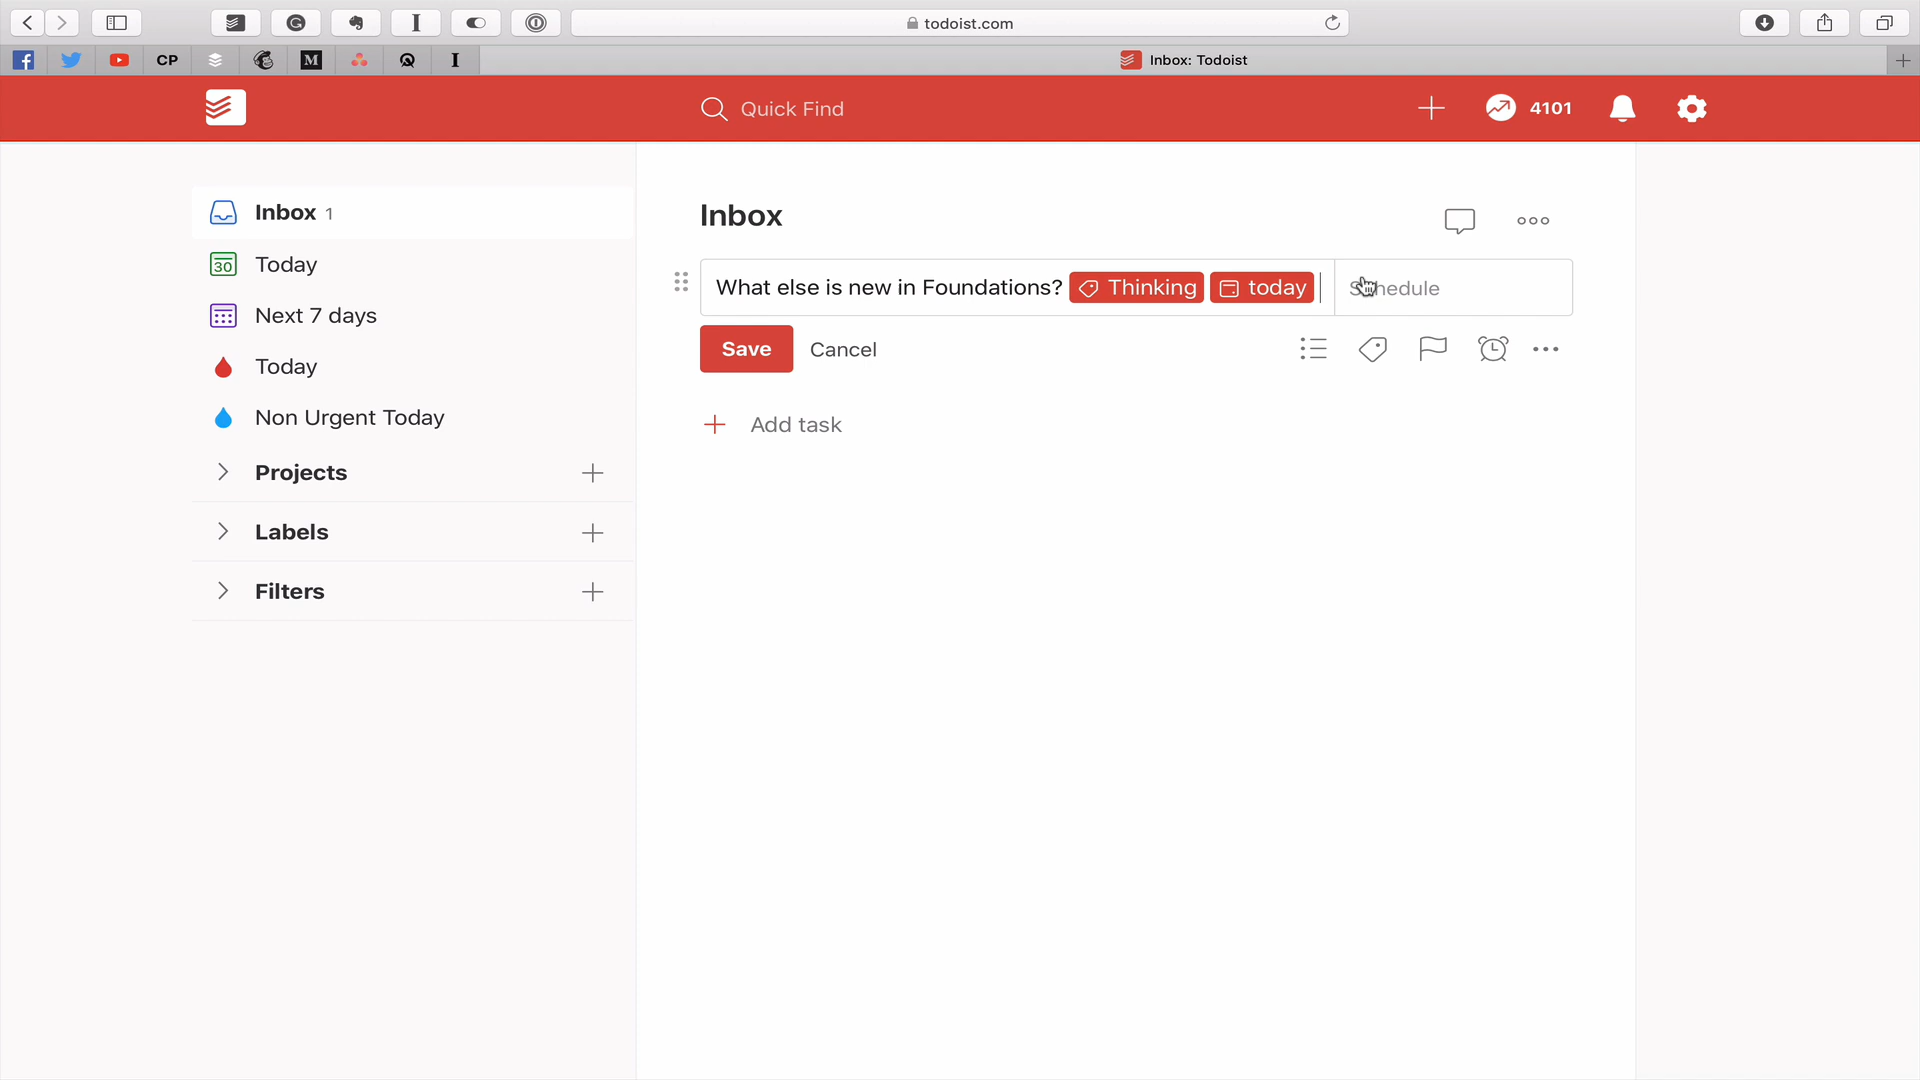 todoist.com
CP
M
I
Inbox: Todoist
Quick Find
4101
Inbox 1
30
Today
Next 7 days
Today
Non Urgent Today
Projects
Labels
Filters
Inbox
What else is new in Foundations? Thinking today
Schedule
Save Cancel
Add task